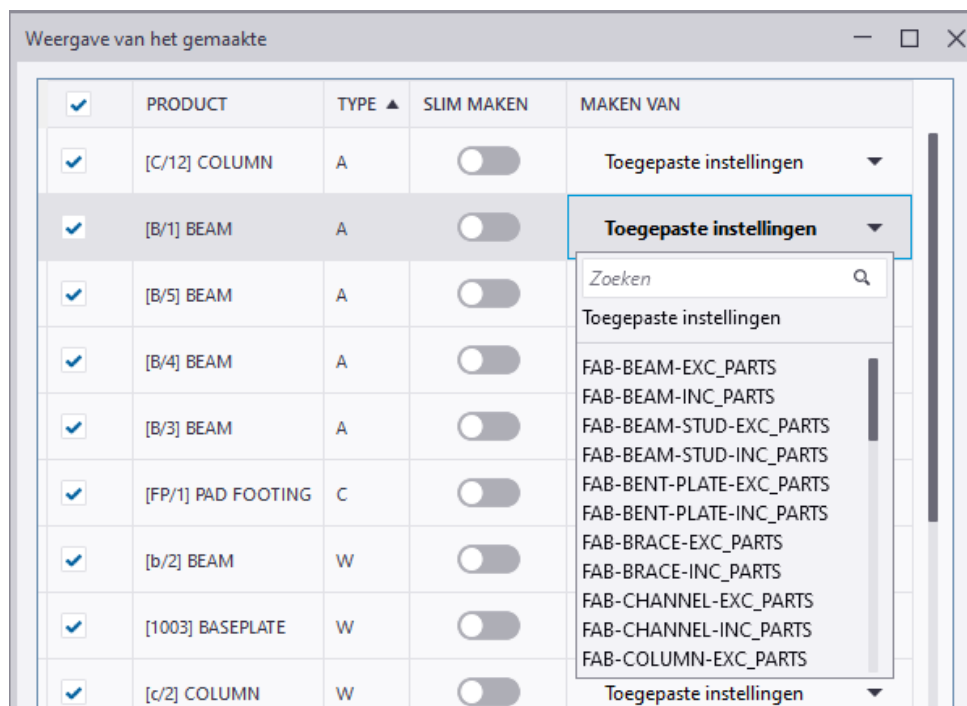 Weergave van het gemaakte
PRODUCT TYPE SLIM MAKEN MAKEN VAN
[C/12] COLUMN A Toegepaste instellingen
[B/1] BEAM A Toegepaste instellingen
Zoeken
[B/5] BEAM A
Toegepaste instellingen
[B/4] BEAM A
FAB-BEAM-EXC_PARTS
FAB-BEAM-INC_PARTS
[B/3] BEAM A
FAB-BEAM-STUD-EXC_PARTS
FAB-BEAM-STUD-INC_PARTS
[FP/1] PAD FOOTING C
FAB-BENT-PLATE-EXC_PARTS
FAB-BENT-PLATE-INC_PARTS
[b/2] BEAM W
FAB-BRACE-EXC_PARTS
FAB-BRACE-INC_PARTS
[1003] BASEPLATE W
FAB-CHANNEL-EXC_PARTS
FAB-CHANNEL-INC_PARTS
FAB-COLUMN-EXC_PARTS
[c/2] COLUMN W Toegepaste instellingen